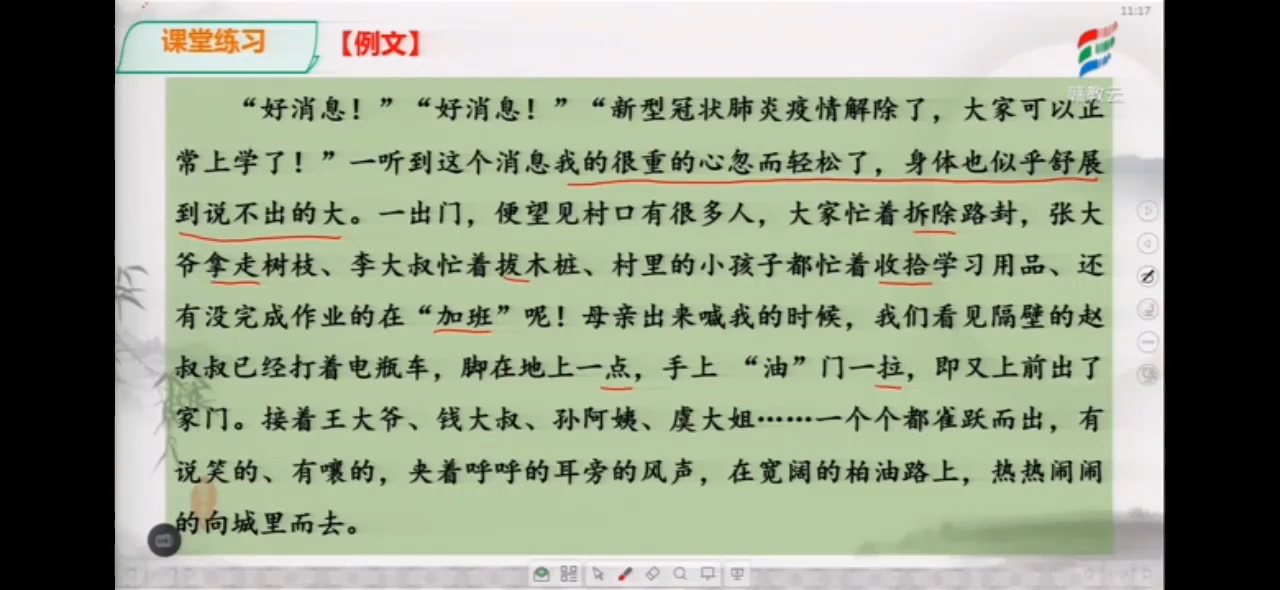 11:17
课堂练习 【例文】
庭教云
“好消息！”“好消息！”“新型冠状肺炎疫情解除了，大家可以正
常上学了！”一听到这个消息我的很重的心忽而轻松了，身体也似乎舒展
到说不出的大。一出门，便望见村口有很多人，大家忙着拆除路封，张大
爷拿走树枝、李大叔忙着拔木桩、村里的小孩子都忙着收拾学习用品、还
有没完成作业的在“加班”呢！母亲出来喊我的时候，我们看见隔壁的赵
叔叔已经打着电瓶车，脚在地上一点，手上 “油”门一拉，即又上前出了
家门。接着王大爷、钱大叔、孙阿姨、虞大姐……一个个都雀跃而出，有
说笑的、有嚷的，夹着呼呼的耳旁的风声，在宽阔的柏油路上，热热闹闹
的向城里而去。